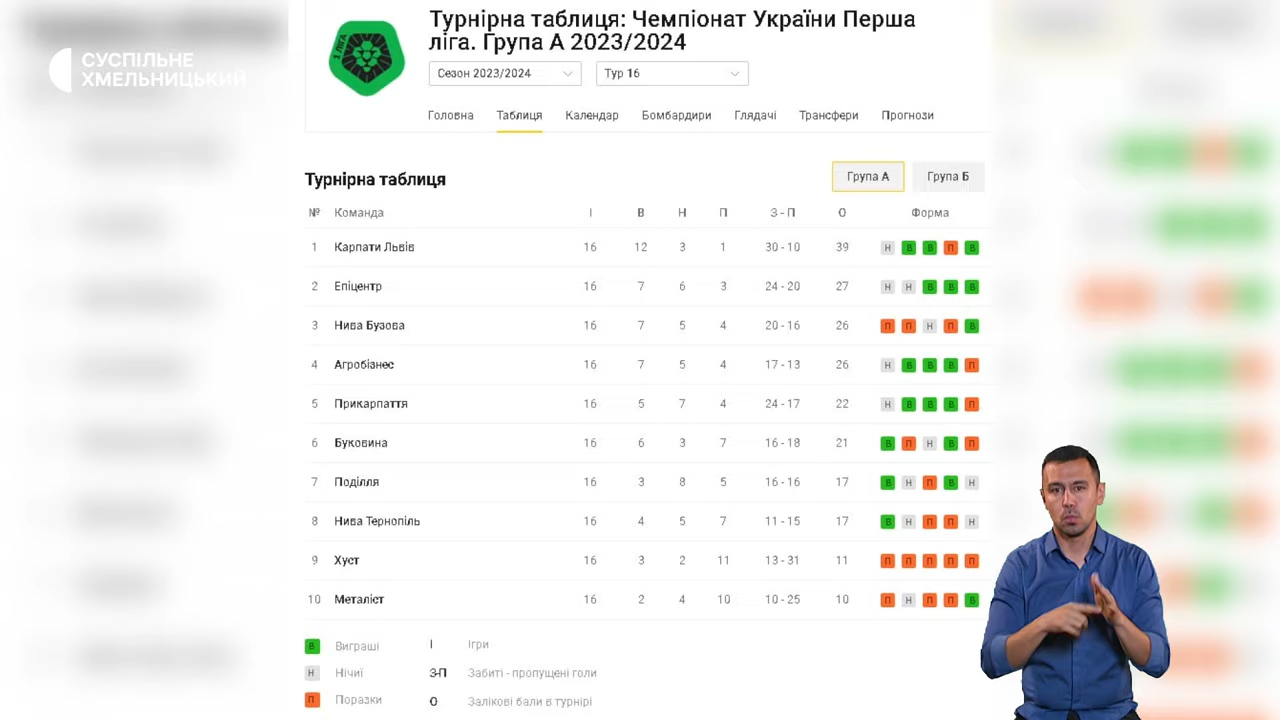 СУСПІЛЬНЕ
ХМЕЛЬНИЦЬКИЙ
1 ЛІГА
Турнірна таблиця: Чемпіонат України Перша
ліга. Група А 2023/2024
Сезон 2023/2024 Тур 16
Головна Таблиця Календар Бомбардири Глядачі Трансфери Прогнози
Турнірна таблиця Група А Група Б
№ Команда І В Н П З - П О Форма
1 Карпати Львів 16 12 3 1 30 - 10 39 Н В В П В
2 Епіцентр 16 7 6 3 24 - 20 27 Н Н В В В
3 Нива Бузова 16 7 5 4 20 - 16 26 П П Н П В
4 Агробізнес 16 7 5 4 17 - 13 26 Н В В В П
5 Прикарпаття 16 5 7 4 24 - 17 22 Н В В В П
6 Буковина 16 6 3 7 16 - 18 21 В П Н В П
7 Поділля 16 3 8 5 16 - 16 17 В Н П В Н
8 Нива Тернопіль 16 4 5 7 11 - 15 17 В Н П П Н
9 Хуст 16 3 2 11 13 - 31 11 П П П П П
10 Металіст 16 2 4 10 10 - 25 10 П Н П П В
В Виграші І Ігри
Н Нічиї З-П Забиті - пропущені голи
П Поразки О Залікові бали в турнірі